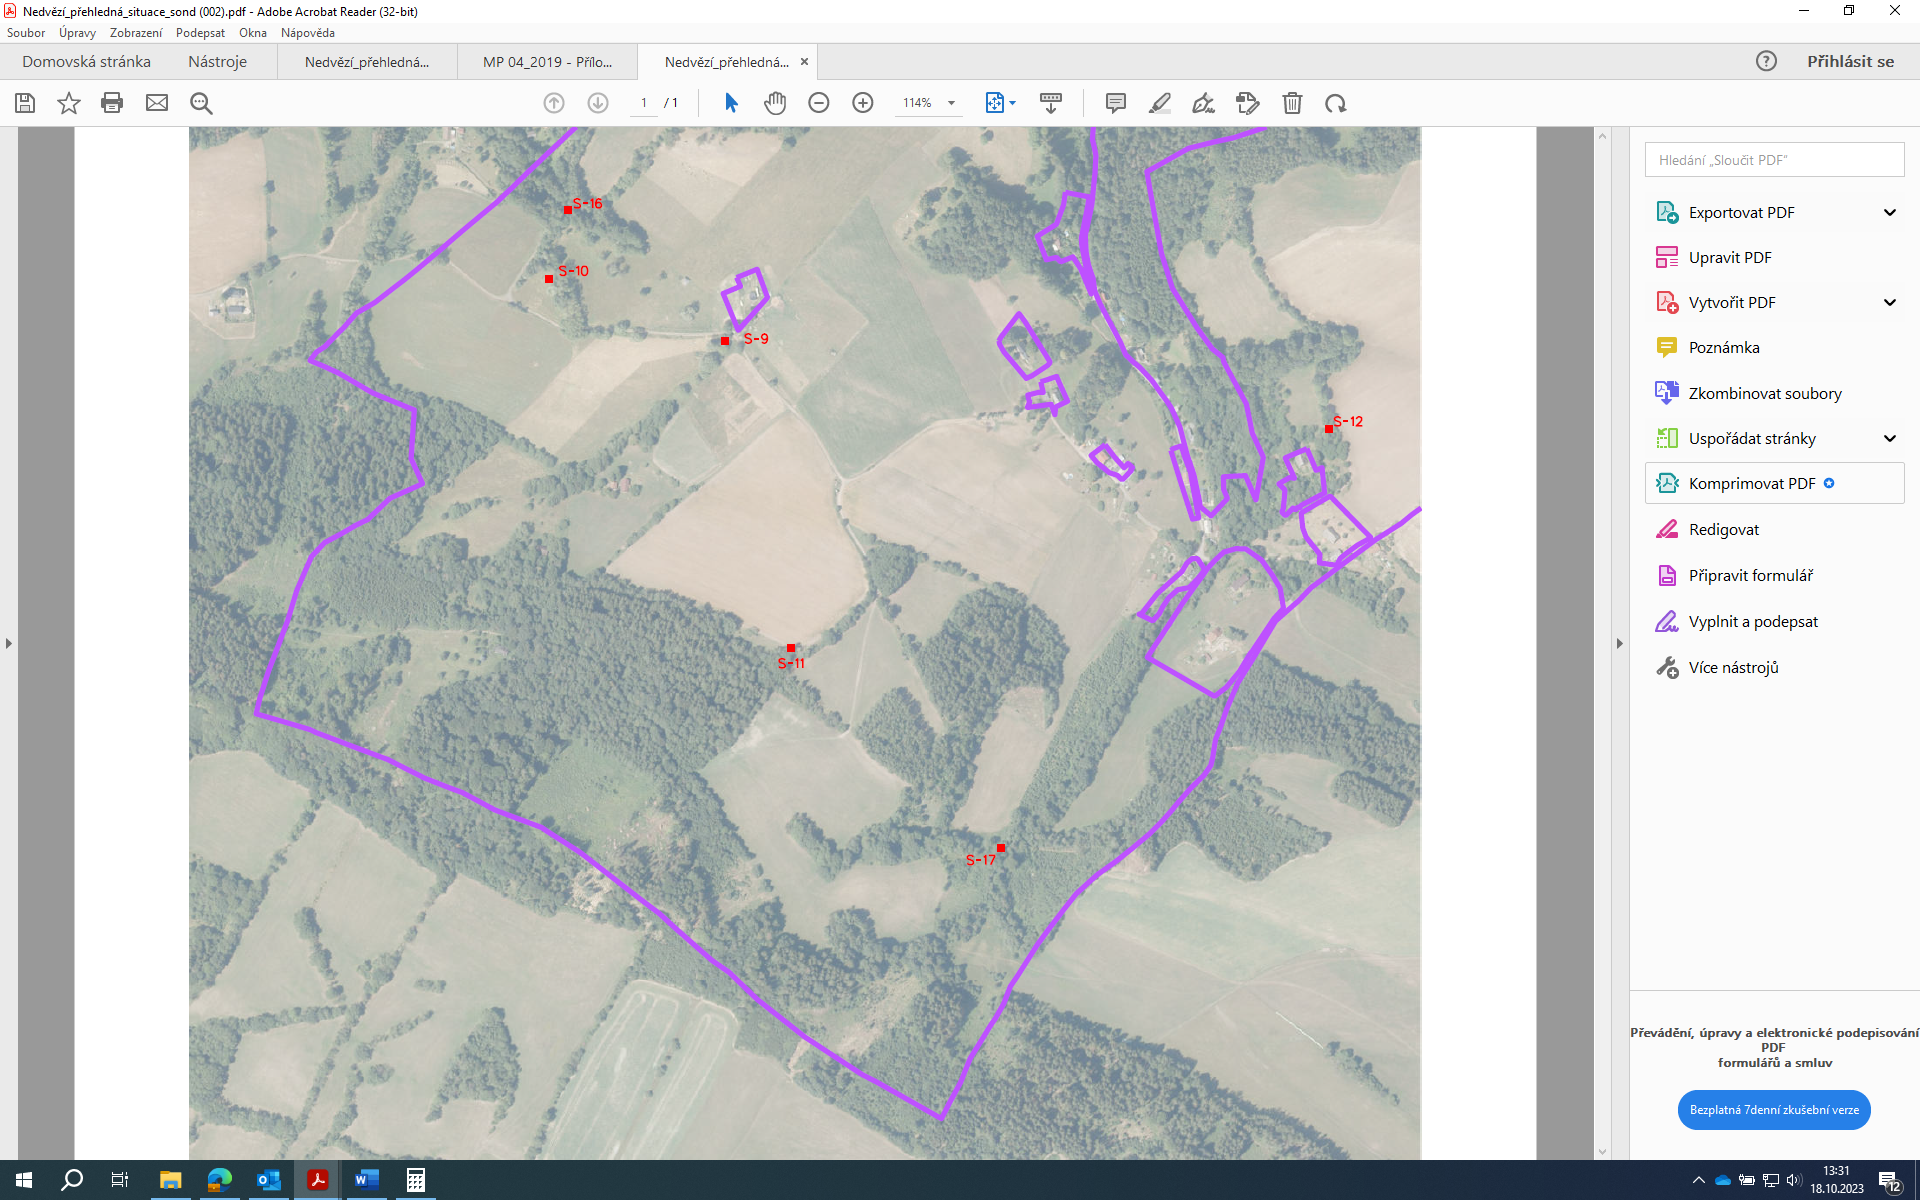 Nedvězí_přehledná_situace_sond (002).pdf - Adobe Acrobat Reader (32-bit)
Soubor Úpravy Zobrazení Podepsat Okna Nápověda
Domovská stránka Nástroje Nedvězí_přehledná... MP 04_2019 - Přílo... Nedvězí_přehledná... × Přihlásit se
1 / 1 114%
Hledání „Sloučit PDF"
Exportovat PDF
Upravit PDF
Vytvořit PDF
Poznámka
Zkombinovat soubory
Uspořádat stránky
Komprimovat PDF
Redigovat
Připravit formulář
Vyplnit a podepsat
Více nástrojů
S-16
S-10
S-9
S-12
S-11
S-17
Převádění, úpravy a elektronické podepisování
PDF
formulářů a smluv
Bezplatná 7denní zkušební verze
13:31
18.10.2023
12